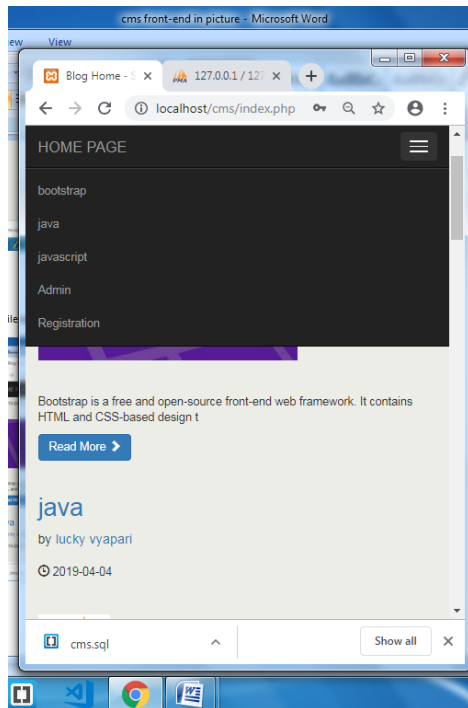 cms front-end in picture - Microsoft Word
ew View
Blog Home - S
127.0.0.1 / 127
localhost/cms/index.php
HOME PAGE
bootstrap
java
javascript
Admin
Registration
Bootstrap is a free and open-source front-end web framework. It contains
HTML and CSS-based design t
Read More
java
by lucky vyapari
2019-04-04
cms.sql
Show all